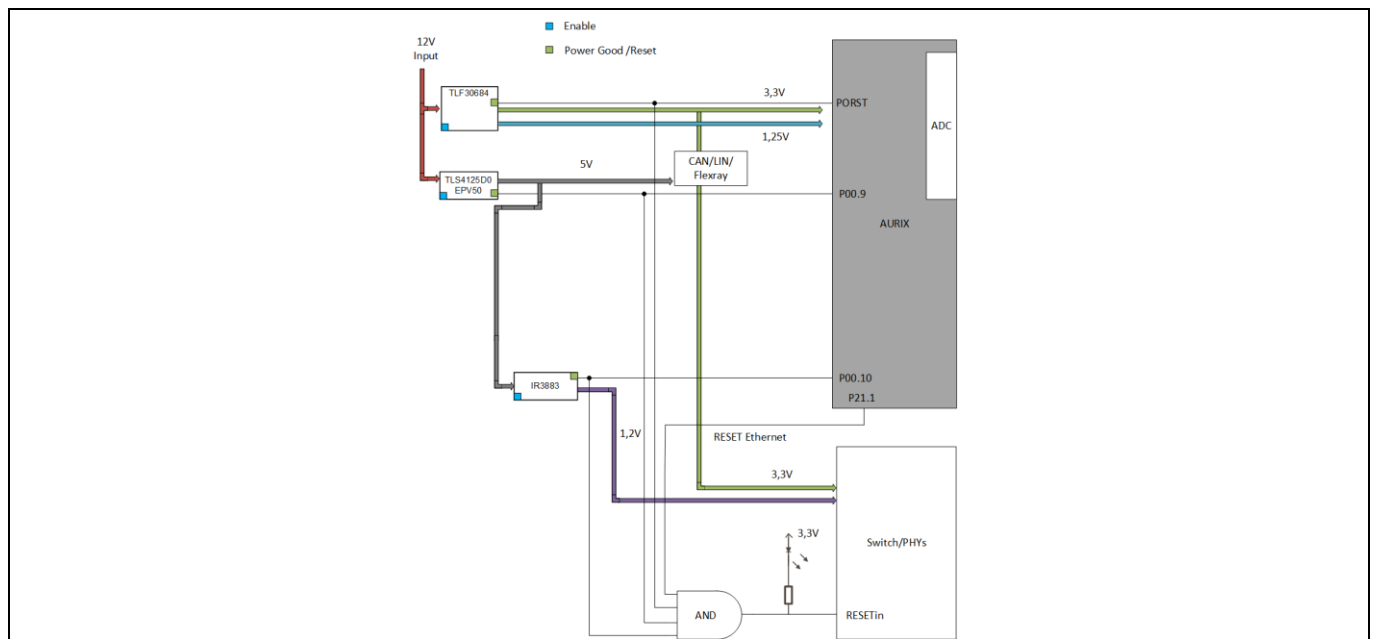 Enable
Power Good /Reset
12V
Input
TLF30684
3,3V
PORST
ADC
1,25V
5V
CAN/LIN/
Flexray
TLS4125D0
EPV50
P00.9
AURIX
IR3883
P00.10
P21.1
1,2V
RESET Ethernet
3,3V
3,3V
Switch/PHYs
AND
RESETin